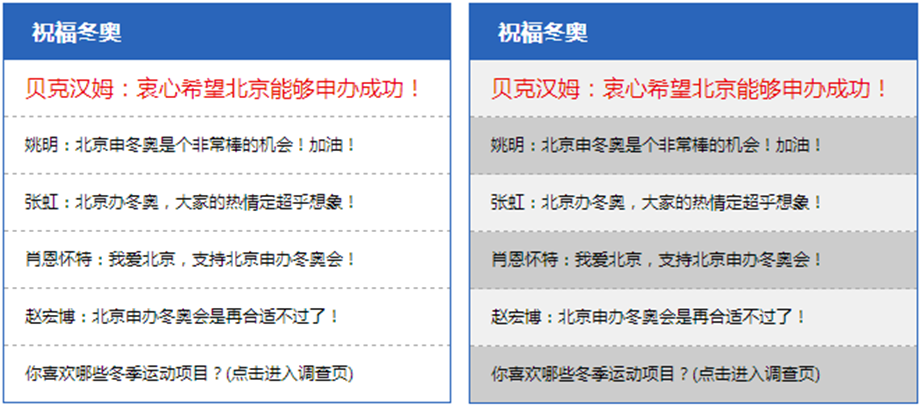 祝福冬奥
贝克汉姆：衷心希望北京能够申办成功！
姚明：北京申冬奥是个非常棒的机会！加油！
张虹：北京办冬奥，大家的热情定超乎想象！
肖恩怀特：我爱北京，支持北京申办冬奥会！
赵宏博：北京申办冬奥会是再合适不过了！
你喜欢哪些冬季运动项目？(点击进入调查页)
祝福冬奥
贝克汉姆：衷心希望北京能够申办成功！
姚明：北京申冬奥是个非常棒的机会！加油！
张虹：北京办冬奥，大家的热情定超乎想象！
肖恩怀特：我爱北京，支持北京申办冬奥会！
赵宏博：北京申办冬奥会是再合适不过了！
你喜欢哪些冬季运动项目？(点击进入调查页)